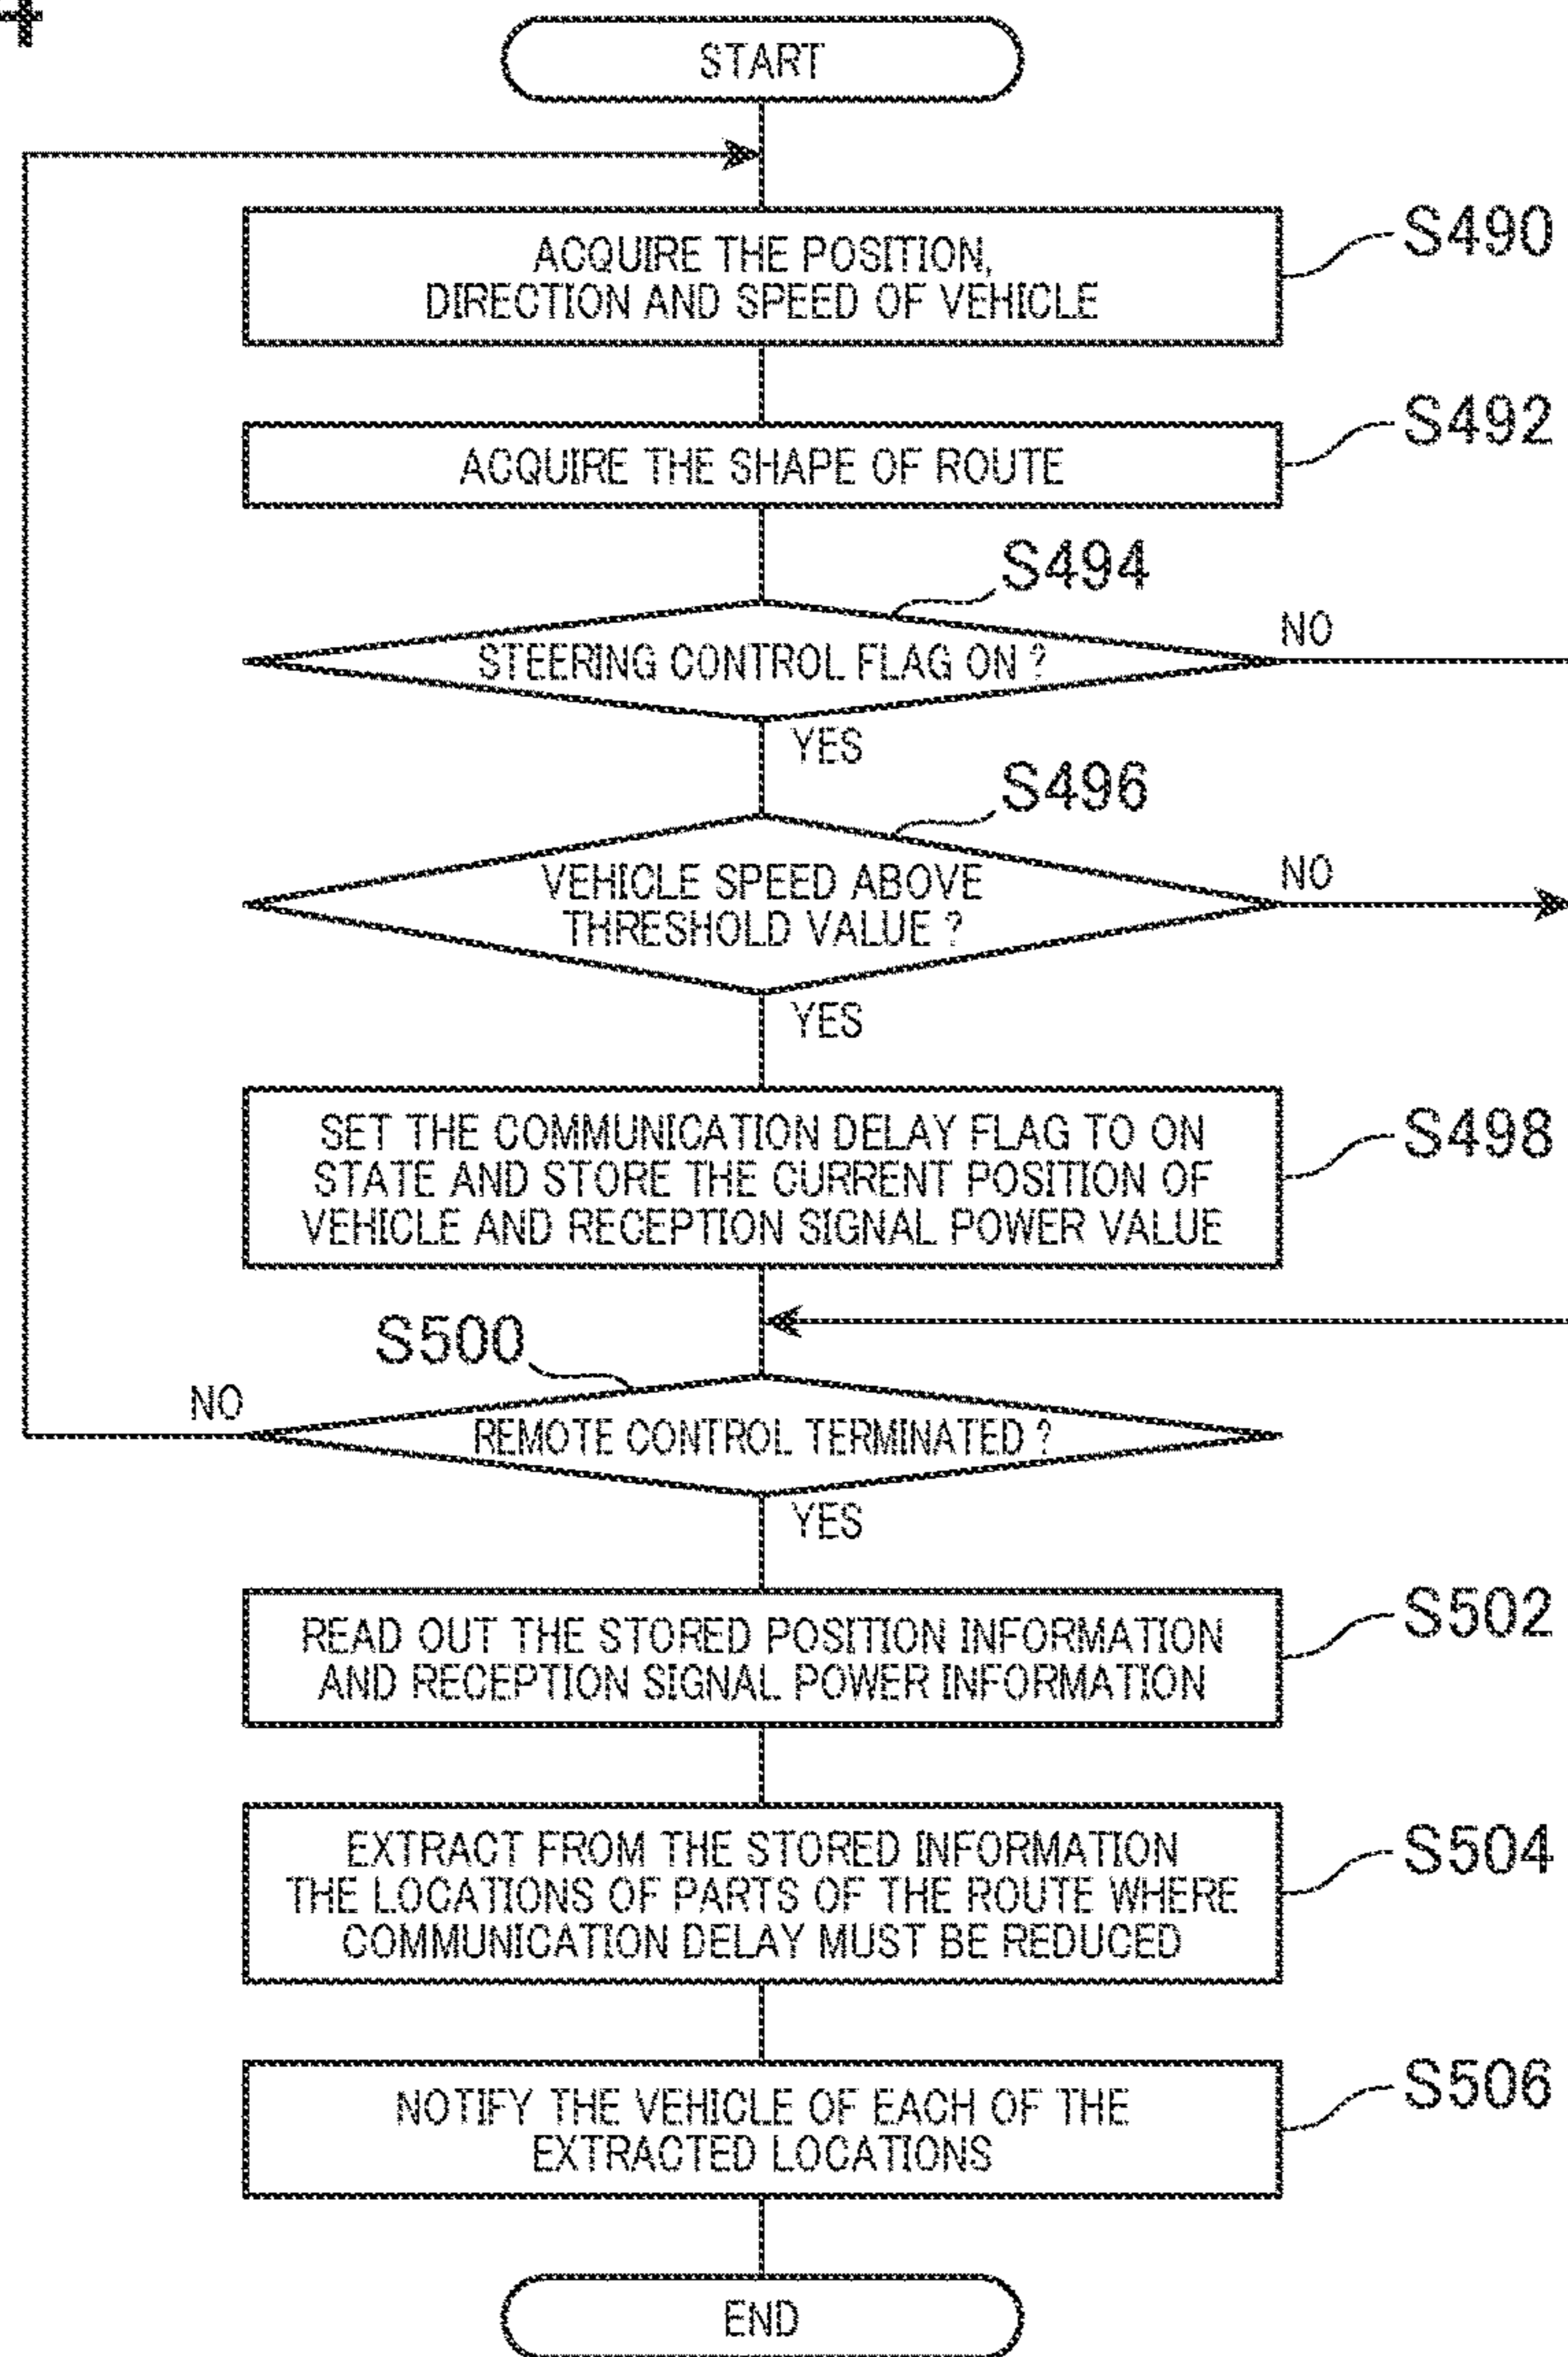 4
START
ACQUIRE THE POSITION,
DIRECTION AND SPEED OF VEHICLE
S490
ACQUIRE THE SHAPE OF ROUTE
S492
S494
STEERING CONTROL FLAG ON ?
NO
YES
S496
VEHICLE SPEED ABOVE
THRESHOLD VALUE ?
NO
YES
SET THE COMMUNICATION DELAY FLAG TO ON
STATE AND STORE THE CURRENT POSITION OF
VEHICLE AND RECEPTION SIGNAL POWER VALUE
S498
S500
NO
REMOTE CONTROL TERMINATED ?
YES
READ OUT THE STORED POSITION INFORMATION
AND RECEPTION SIGNAL POWER INFORMATION
S502
EXTRACT FROM THE STORED INFORMATION
THE LOCATIONS OF PARTS OF THE ROUTE WHERE
COMMUNICATION DELAY MUST BE REDUCED
S504
NOTIFY THE VEHICLE OF EACH OF THE
EXTRACTED LOCATIONS
S506
END